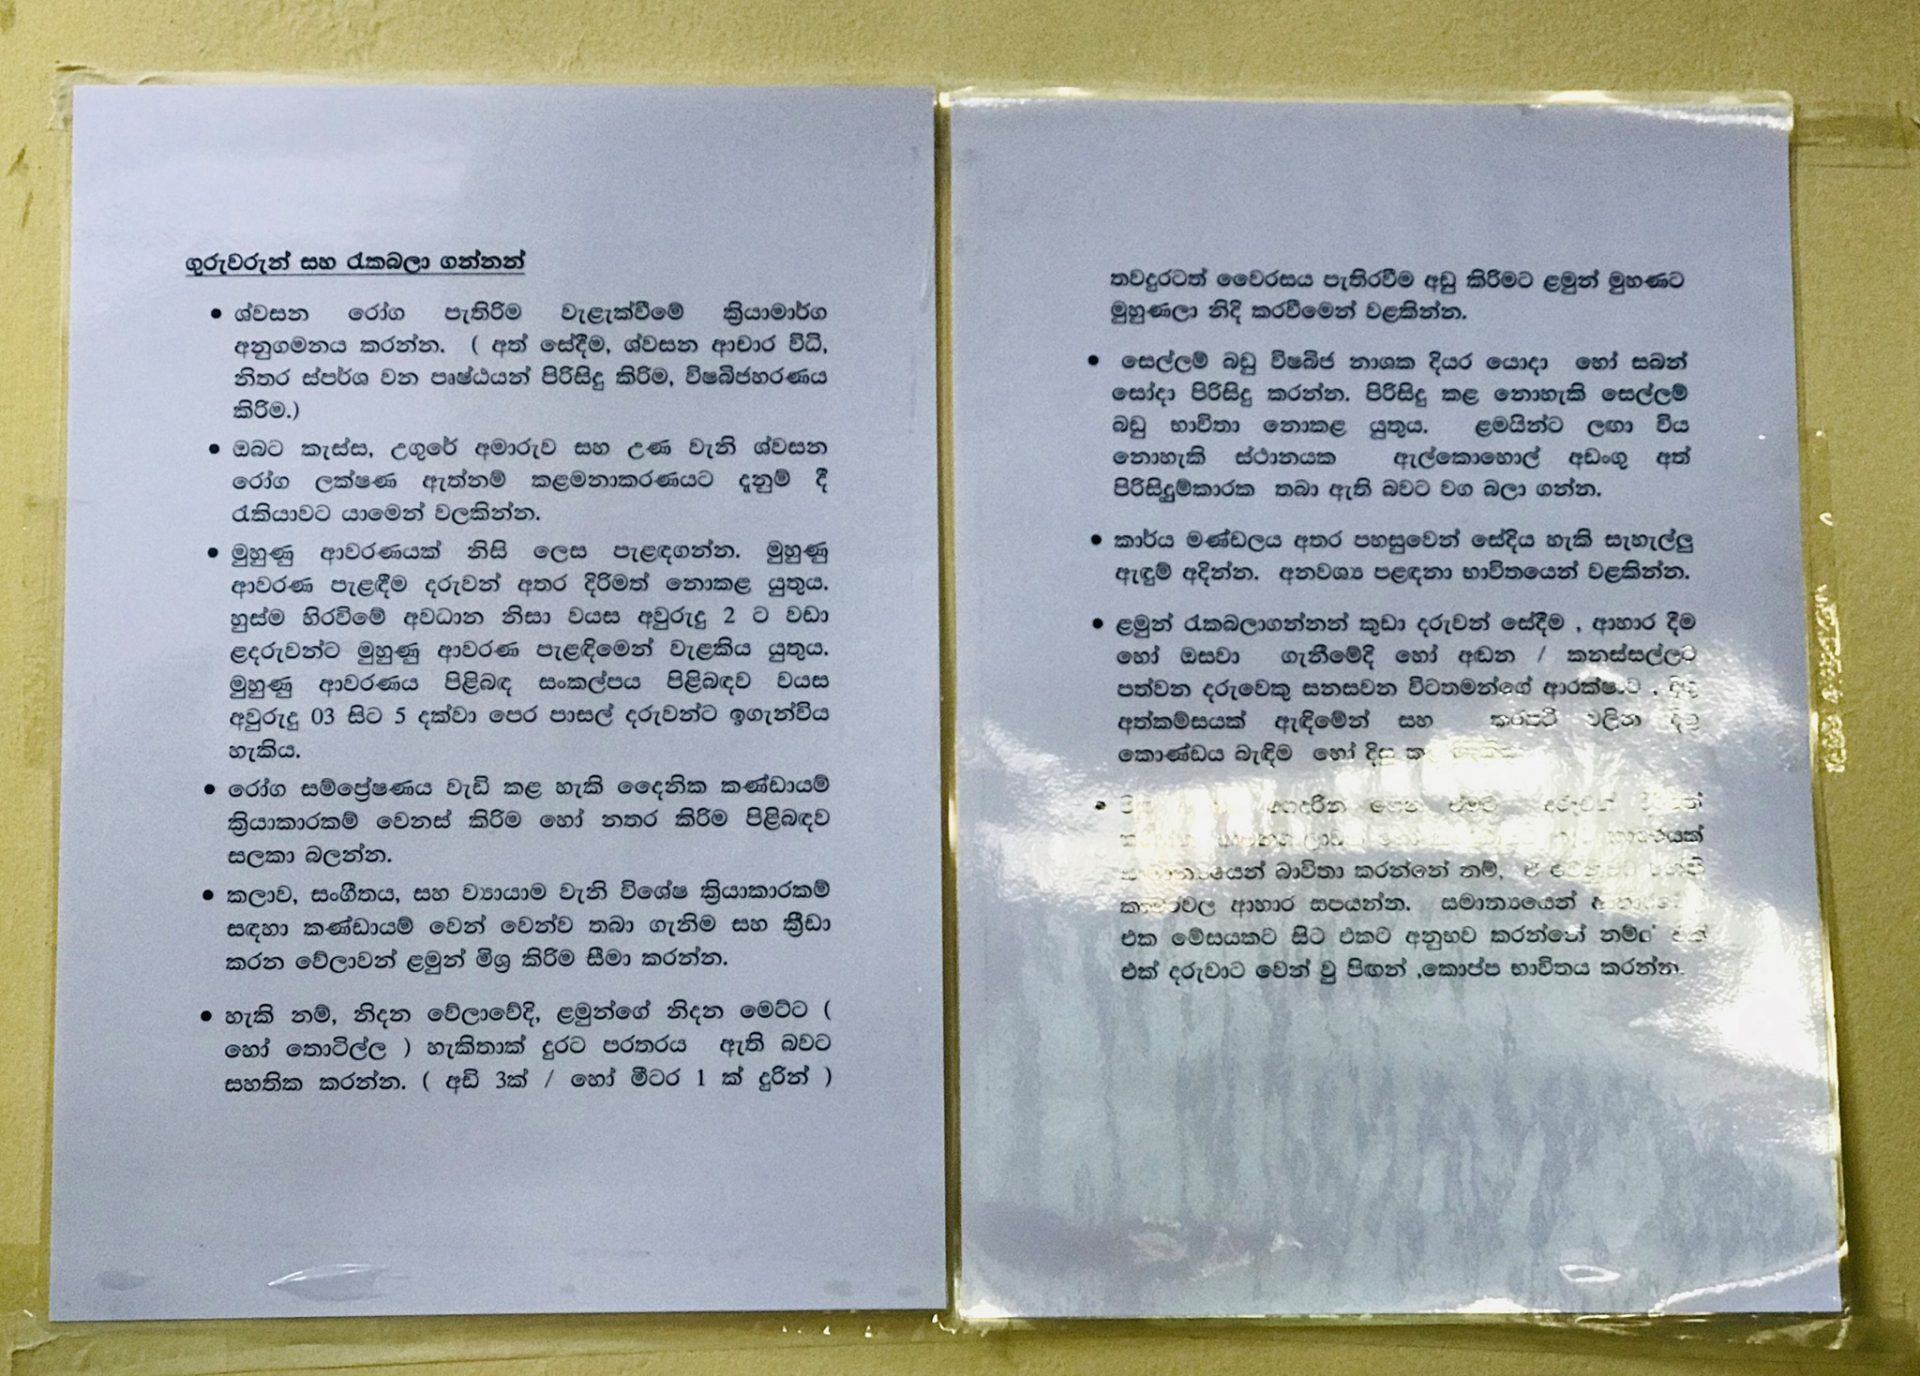 ගුරුවරුන් සහ රැකබලා ගන්නන්
● ශ්වසන රෝග පැතිරිම වැළැක්වීමේ ක්‍රියාමාර්ග
අනුගමනය කරන්න. ( අත් සේදීම, ශ්වසන ආචාර විධි,
නිතර ස්පර්ශ වන පෘෂ්ඨයන් පිරිසිදු කිරිම, විෂබිජහරණය
කිරිම.)
● ඔබට කැස්ස, උගුරේ අමාරුව සහ උණ වැනි ශ්වසන
රෝග ලක්ෂණ ඇත්නම් කළමනාකරණයට දැනුම් දී
රැකියාවට යාමෙන් වලකින්න.
● මුහුණු ආවරණයක් නිසි ලෙස පැළඳගන්න. මුහුණු
ආවරණ පැළඳීම දරුවන් අතර දිරිමත් නොකළ යුතුය.
හුස්ම හිරවිමේ අවධාන නිසා වයස අවුරුදු 2 ට වඩා
ළදරුවන්ට මුහුණු ආවරණ පැළඳිමෙන් වැළකිය යුතුය.
මුහුණු ආවරණය පිළිබඳ සංකල්පය පිළිබඳව වයස
අවුරුදු 03 සිට 5 දක්වා පෙර පාසල් දරුවන්ට ඉගැන්විය
හැකිය.
● රෝග සම්ප්‍රේෂණය වැඩි කළ හැකි දෛනික කණ්ඩායම්
ක්‍රියාකාරකම් වෙනස් කිරිම හෝ නතර කිරිම පිළිබඳව
සලකා බලන්න.
● කලාව, සංගීතය, සහ ව්‍යායාම වැනි විශේෂ ක්‍රියාකාරකම්
සඳහා කණ්ඩායම් වෙන් වෙන්ව තබා ගැනිම සහ ක්‍රීඩා
කරන වේලාවන් ළමුන් මිශ්‍ර කිරිම සීමා කරන්න.
● හැකි නම්, නිදන වේලාවේදි, ළමුන්ගේ නිදන මෙට්ට (
හෝ තොටිල්ල ) හැකිතාක් දුරට පරතරය ඇති බවට
සහතික කරන්න. ( අඩි 3ක් / හෝ මීටර 1 ක් දුරින් )
තවදුරටත් වෛරසය පැතිරවීම අඩු කිරිමට ළමුන් මුහණට
මුහුණලා නිදි කරවීමෙන් වළකින්න.
● සෙල්ලම් බඩු විෂබිජ නාශක දියර යොදා හෝ සබන්
සෝදා පිරිසිදු කරන්න. පිරිසිදු කළ නොහැකි සෙල්ලම්
බඩු භාවිතා නොකළ යුතුය. ළමයින්ට ලඟා විය
නොහැකි ස්ථානයක ඇල්කොහොල් අඩංගු අත්
පිරිසිදුම්කාරක තබා ඇති බවට වග බලා ගන්න.
● කාර්ය මණ්ඩලය අතර පහසුවෙන් සේදිය හැකි සැහැල්ලු
ඇඳුම් අදින්න. අනවශ්‍ය පළඳනා භාවිතයෙන් වළකින්න.
● ළමුන් රැකබලාගන්නන් කුඩා දරුවන් සේදීම , ආහාර දීම
හෝ ඔසවා ගැනීමේදි හෝ අඬන / කනස්සල්ලට
පත්වන දරුවෙකු සනසවන විටතමන්ගේ ආරක්ෂාට ,
අත්කම්සයක් ඇඳිමෙන් සහ
කොණ්ඩය බැඳිම හෝ
● 
බාවිතා කරන්නේ නම්,
ආහාර සපයන්න. සමාන්‍යයෙන්
එක මේසයකට සිට එකට අනුභව කරන්නේ නම්
එක් දරුවාට වෙන් වු පිඟන් ,කොප්ප භාවිතය කරන්න.